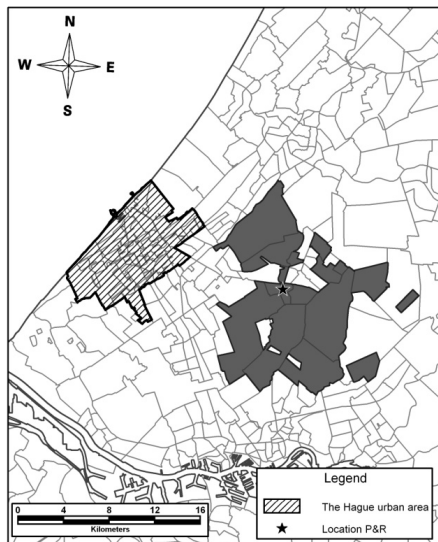 N
W E
S
Legend
The Hague urban area
Location P&R
0 4 8 12 16
Kilometers